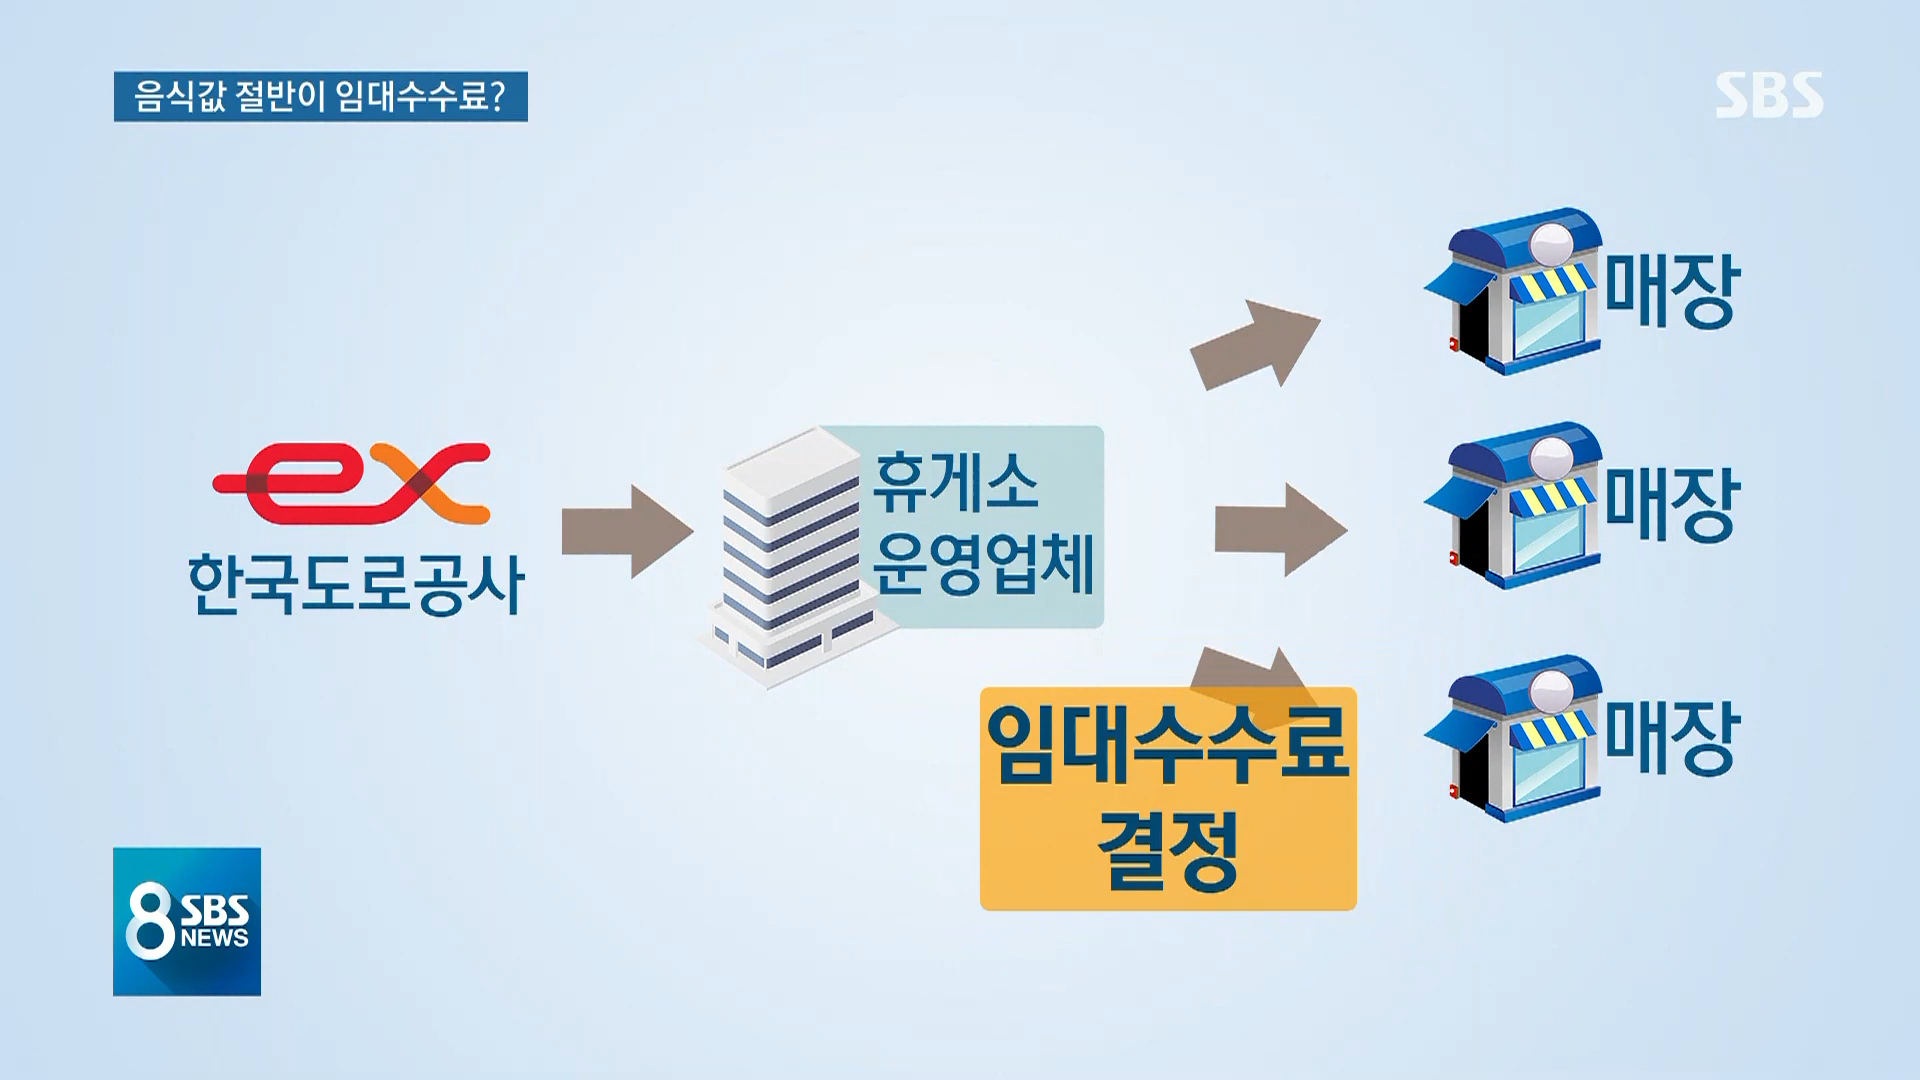 음식값 절반이 임대수수료?
SBS
매장
ex
한국도로공사
휴게소
운영업체
매장
임대수수료
결정
매장
8 SBS
NEWS